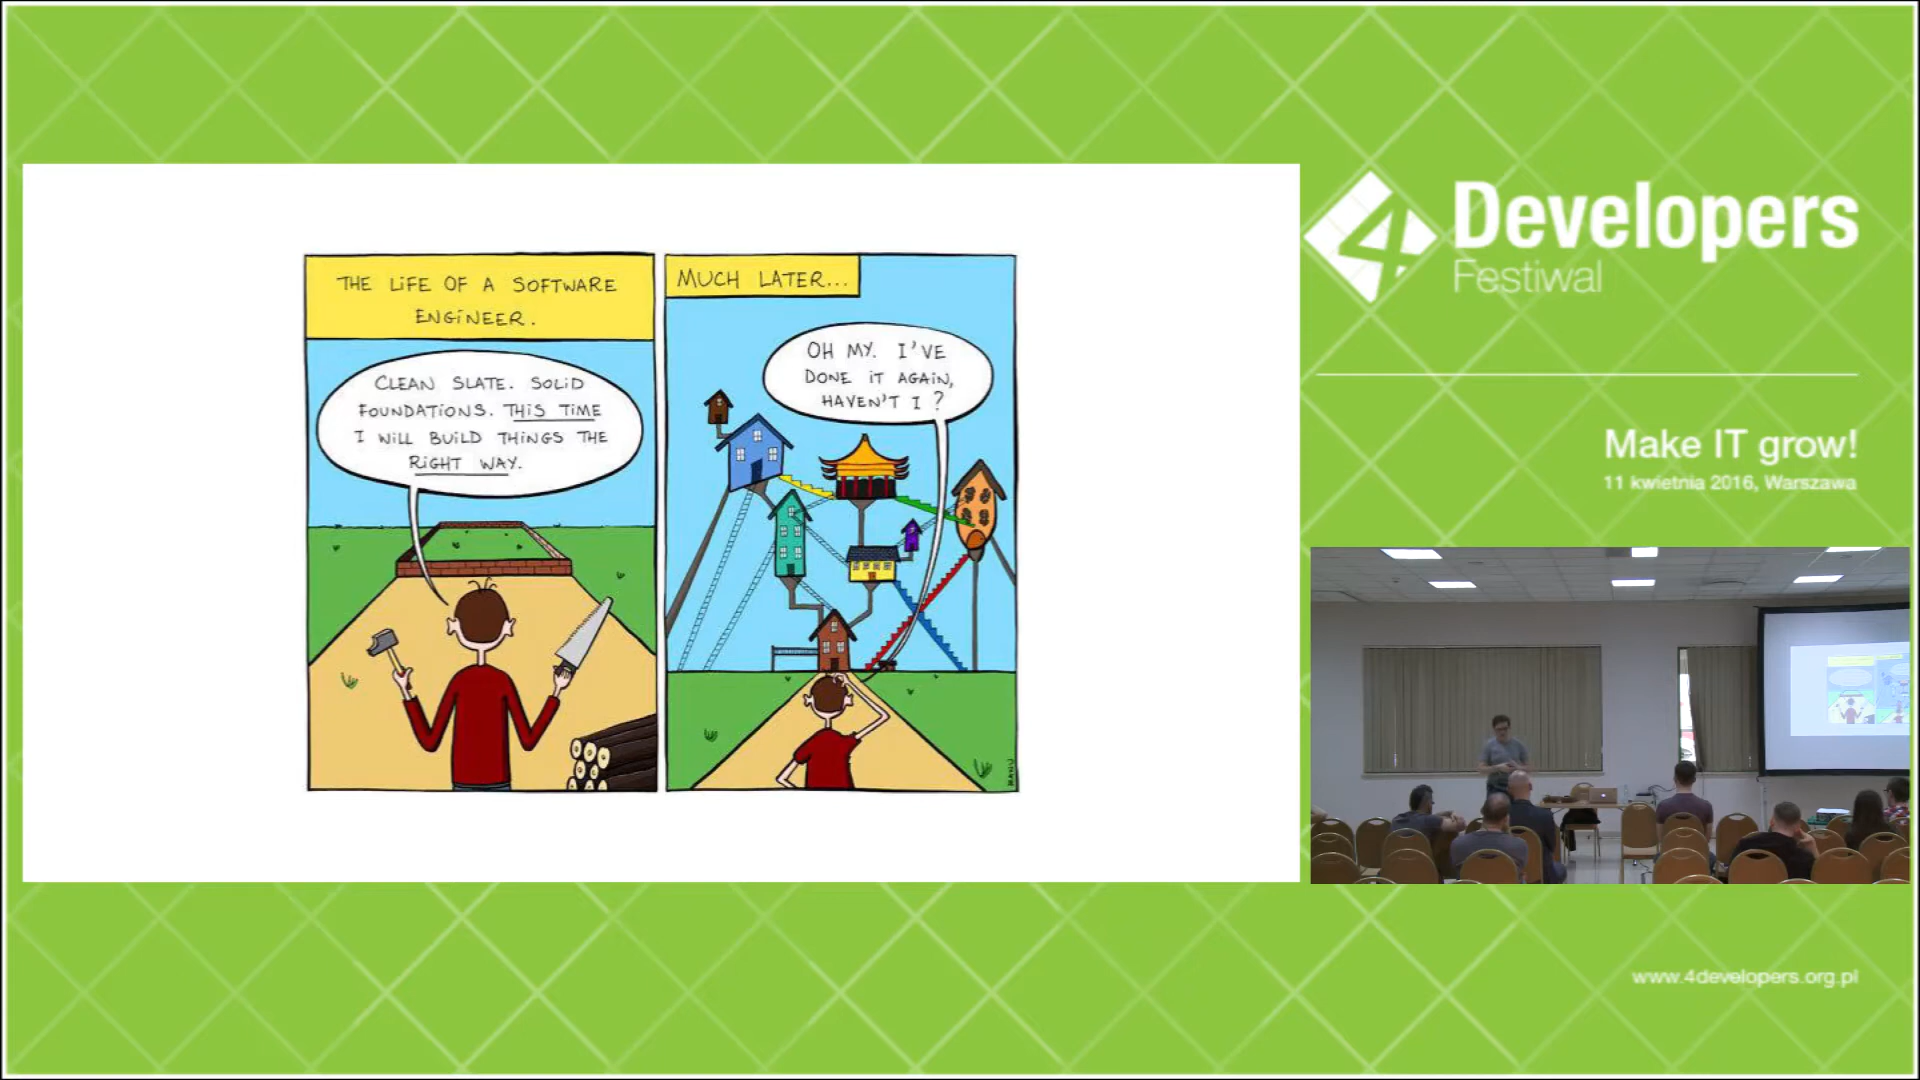 THE LIFE OF A SOFTWARE
ENGINEER.
CLEAN SLATE. SOLID
FOUNDATIONS. THIS TIME
I WILL BUILD THINGS THE
RIGHT WAY.
MUCH LATER...
OH MY. I'VE
DONE IT AGAIN,
HAVEN'T I?
MANU
4Developers
Festiwal
Make IT grow!
11 kwietnia 2016, Warszawa
www.4developers.org.pl